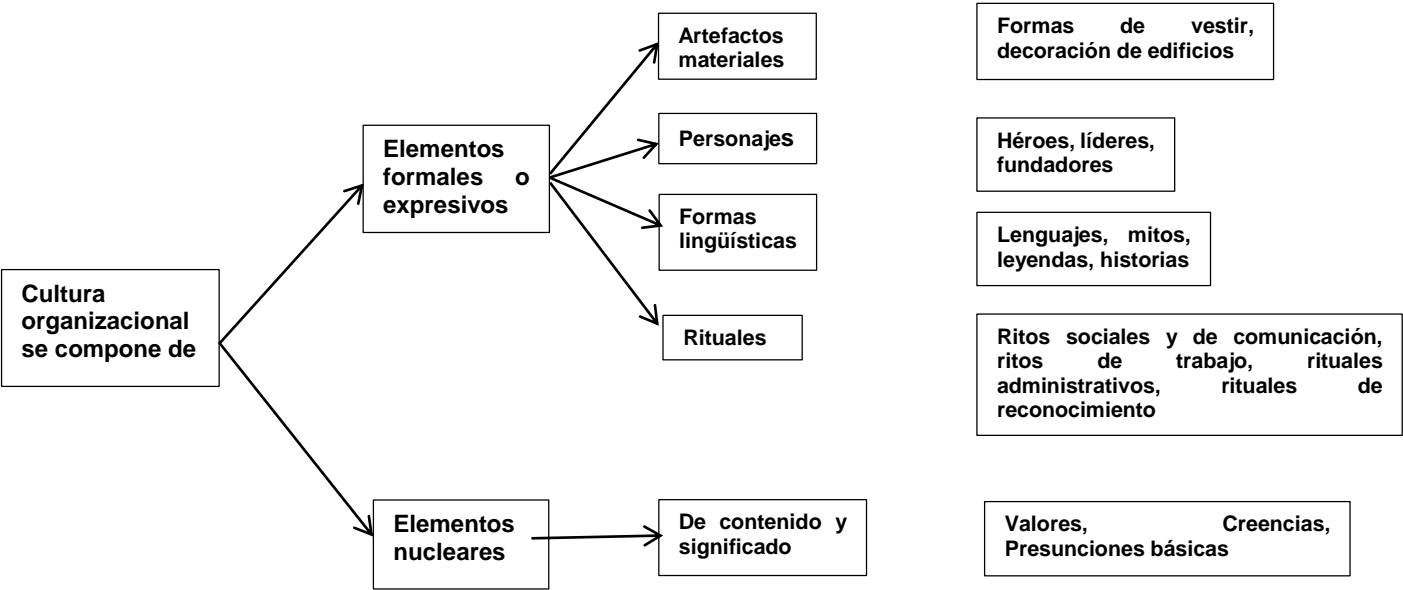 Cultura
organizacional
se compone de
Elementos
formales o
expresivos
Artefactos
materiales
Formas de vestir,
decoración de edificios
Personajes
Héroes, líderes,
fundadores
Formas
lingüísticas
Lenguajes, mitos,
leyendas, historias
Rituales
Ritos sociales y de comunicación,
ritos de trabajo, rituales
administrativos, rituales de
reconocimiento
Elementos
nucleares
De contenido y
significado
Valores, Creencias,
Presunciones básicas